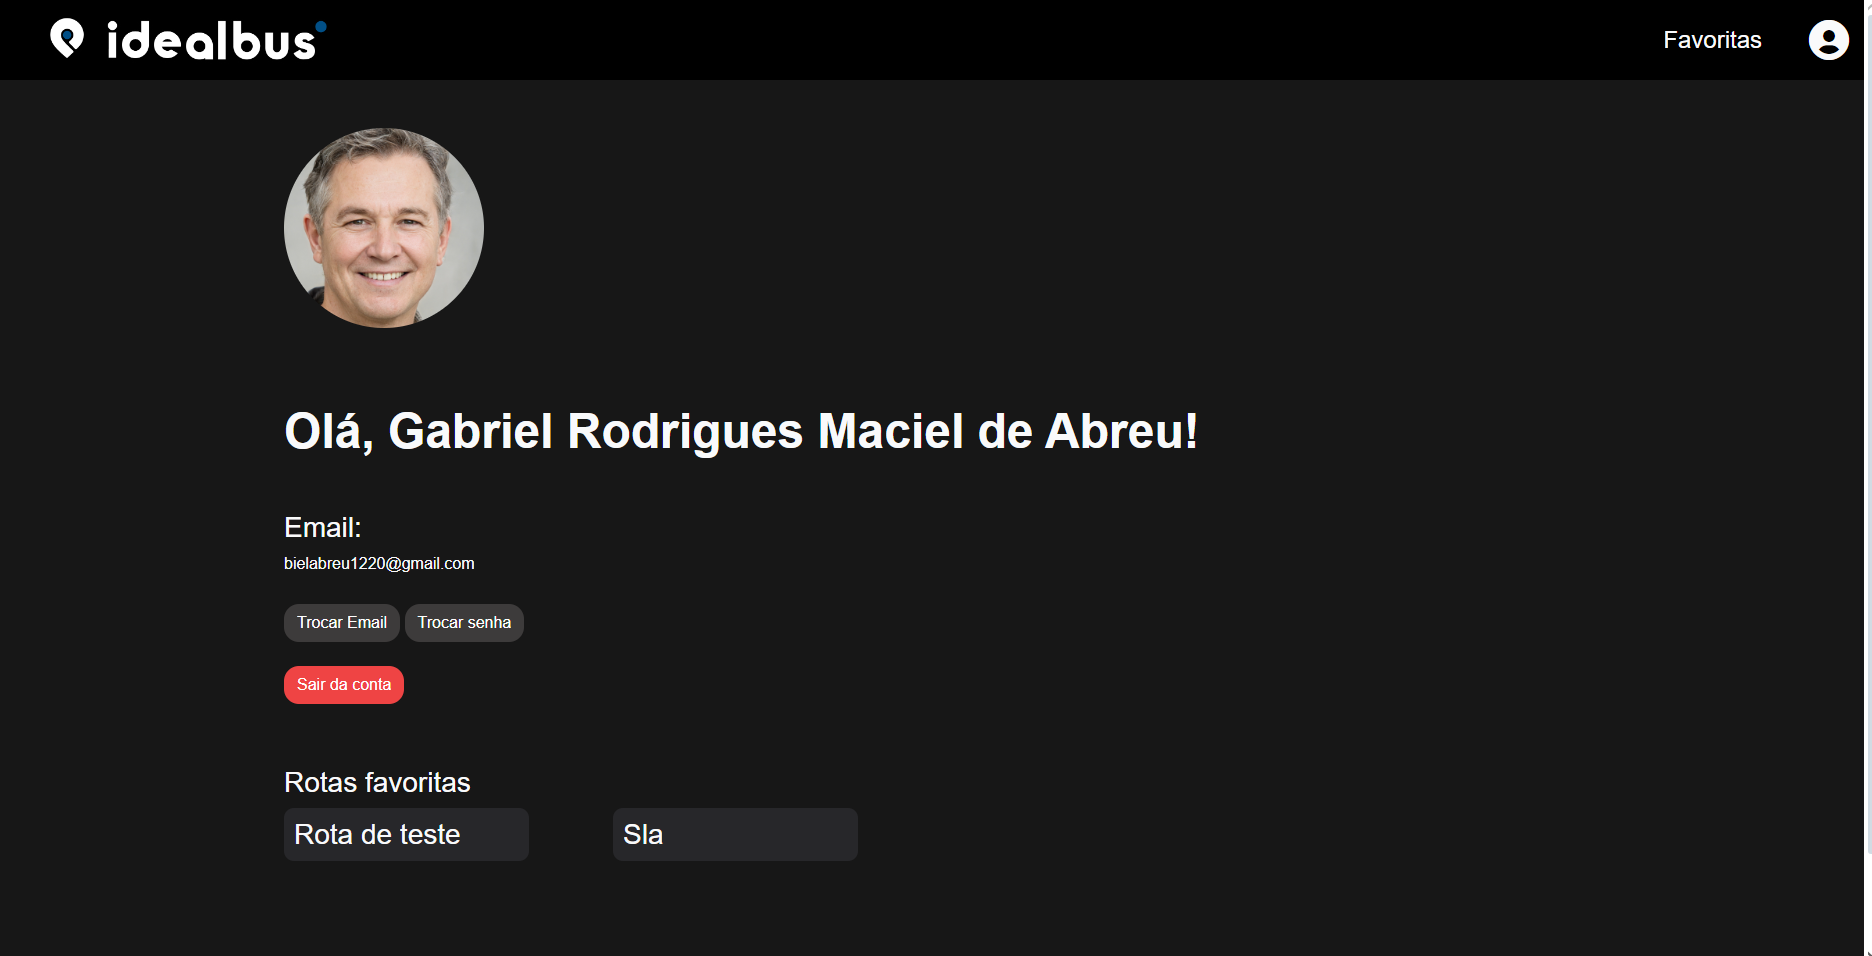 idealbus
Favoritas
Olá, Gabriel Rodrigues Maciel de Abreu!
Email:
bielabreu1220@gmail.com
Trocar Email
Trocar senha
Sair da conta
Rotas favoritas
Rota de teste
Sla